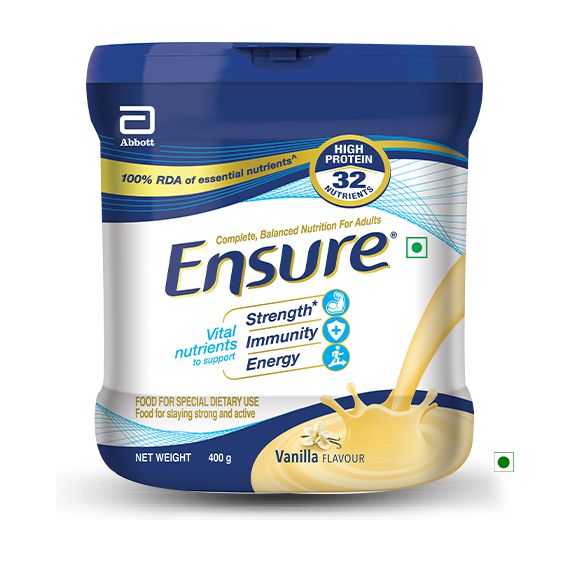 Abbott
100% RDA of essential nutrients^
HIGH
PROTEIN
32
NUTRIENTS
Complete, Balanced Nutrition For Adults
Ensure®
Vital
nutrients
to support
Strength*
Immunity
Energy
FOOD FOR SPECIAL DIETARY USE
Food for staying strong and active
NET WEIGHT 400 g
Vanilla FLAVOUR